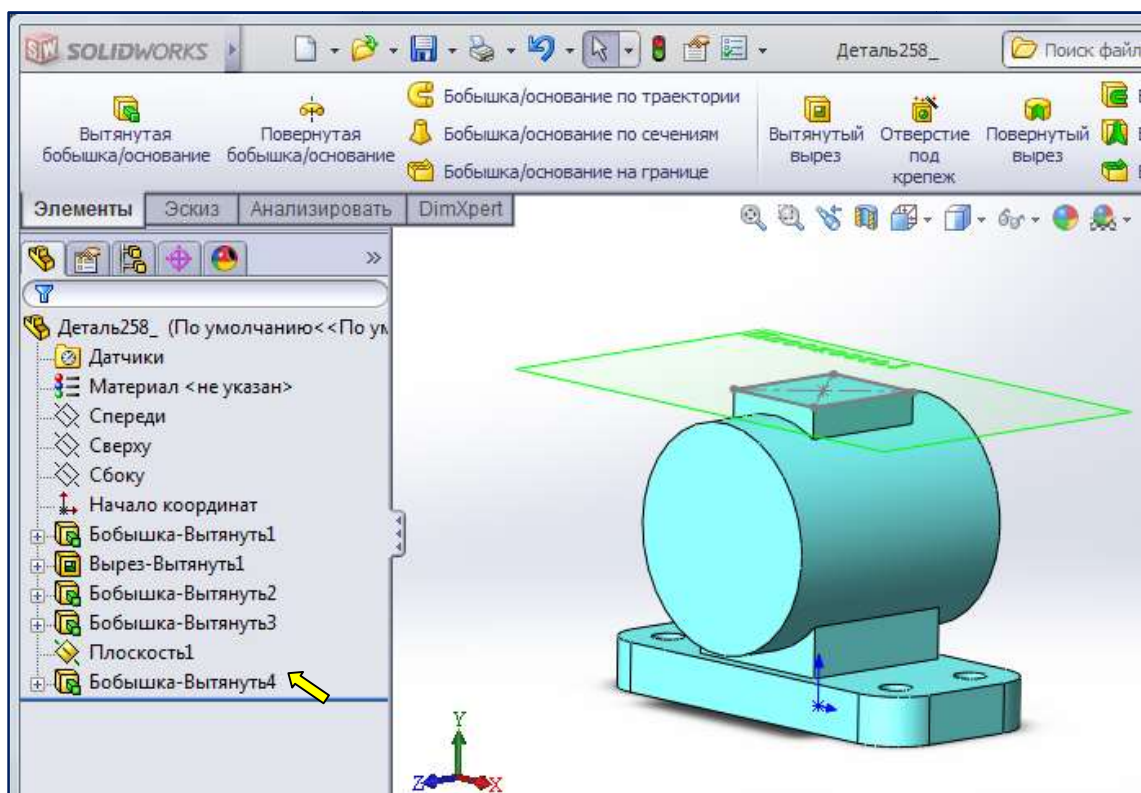 SOLIDWORKS
Деталь258_
Поиск файл
Вытянутая
бобышка/основание
Повернутая
бобышка/основание
Бобышка/основание по траектории
Бобышка/основание по сечениям
Бобышка/основание на границе
Вытянутый
вырез
Отверстие
под
крепеж
Повернутый
вырез
Элементы
Эскиз
Анализировать
DimXpert
Деталь258_ (По умолчанию<<По ум
Датчики
Материал <не указан>
Спереди
Сверху
Сбоку
Начало координат
Бобышка-Вытянуть1
Вырез-Вытянуть1
Бобышка-Вытянуть2
Бобышка-Вытянуть3
Плоскость1
Бобышка-Вытянуть4
Y
Z
X